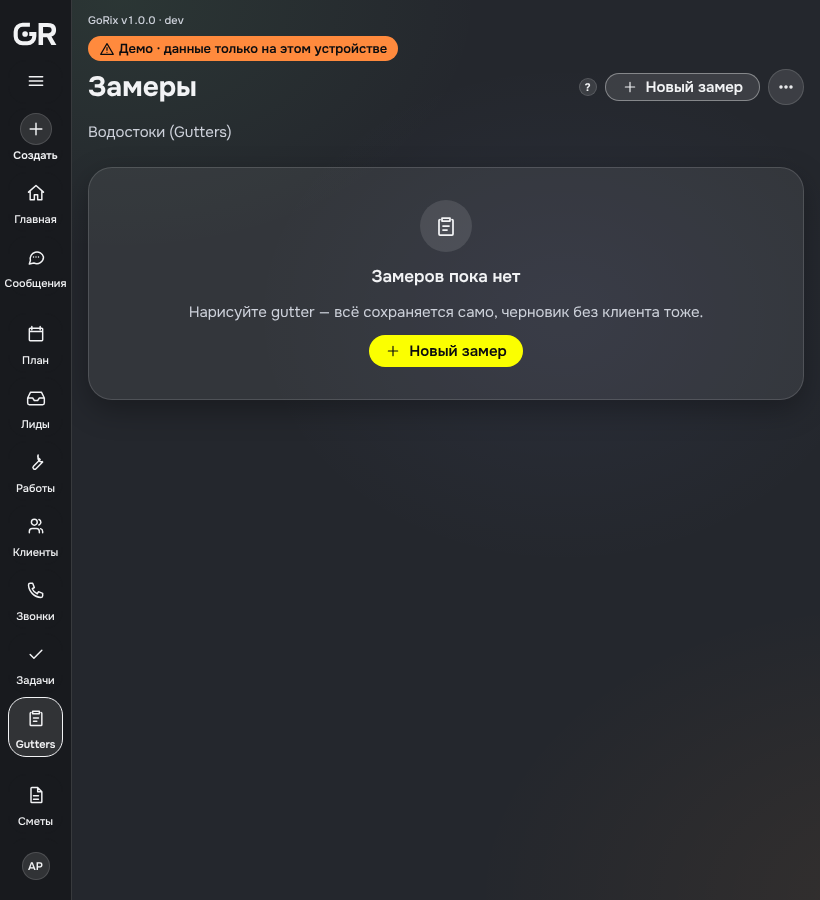 GR
GoRix v1.0.0 · dev
Демо · данные только на этом устройстве
Замеры
?
Новый замер
Водостоки (Gutters)
Замеров пока нет
Нарисуйте gutter — всё сохраняется само, черновик без клиента тоже.
Новый замер
Создать
Главная
Сообщения
План
Лиды
Работы
Клиенты
Звонки
Задачи
Gutters
Сметы
AP